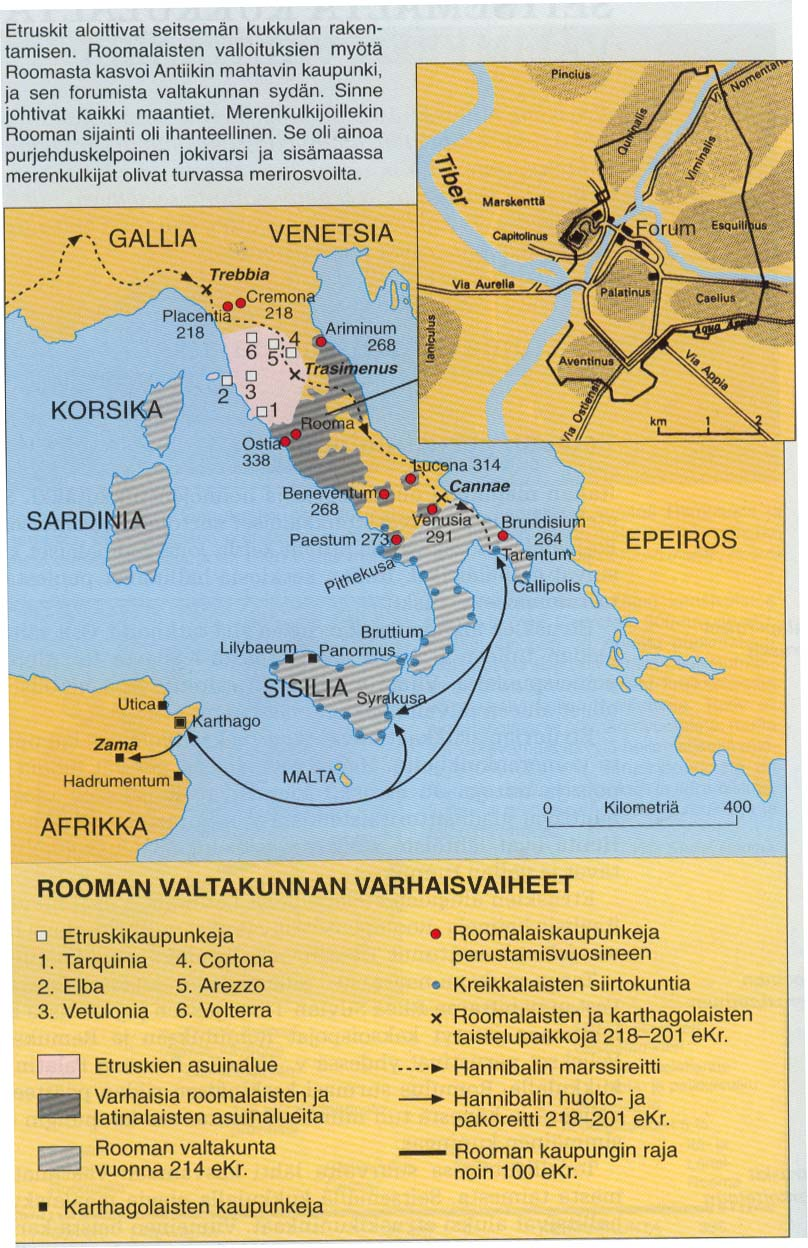 Etruskit aloittivat seitsemän kukkulan raken-
tamisen. Roomalaisten valloituksien myötä
Roomasta kasvoi Antiikin mahtavin kaupunki,
ja sen forumista valtakunnan sydän. Sinne
johtivat kaikki maantiet. Merenkulkijoillekin
Rooman sijainti oli ihanteellinen. Se oli ainoa
purjehduskelpoinen jokivarsi ja sisämaassa
merenkulkijat olivat turvassa merirosvoilta.
Pincius
Via Nomentan
Quirinalis
Viminalis
Tiber
Marskenttä
Capitolinus
Forum
Esquilinus
Via Aurelia
Palatinus
Caelius
Ianiculus
Aqua Appia
Aventinus
Via Appia
Via Ostiensis
km 1 2
GALLIA
VENETSIA
Trebbia
Cremona
218
Placentia
218
Ariminum
268
6
5
4
Trasimenus
2
3
1
KORSIKA
Rooma
Ostia
338
Lucena 314
Cannae
Beneventum
268
Venusia
291
Brundisium
264
SARDINIA
EPEIROS
Paestum 273
Tarentum
Pithekusa
Callipolis
Bruttium
Lilybaeum
Panormus
SISILIA
Syrakusa
Utica
Karthago
Zama
Hadrumentum
MALTA
0 Kilometriä 400
AFRIKKA
ROOMAN VALTAKUNNAN VARHAISVAIHEET
Etruskikaupunkeja
1. Tarquinia 4. Cortona
2. Elba 5. Arezzo
3. Vetulonia 6. Volterra
Etruskien asuinalue
Varhaisia roomalaisten ja
latinalaisten asuinalueita
Rooman valtakunta
vuonna 214 eKr.
Karthagolaisten kaupunkeja
Roomalaiskaupunkeja
perustamisvuosineen
Kreikkalaisten siirtokuntia
Roomalaisten ja karthagolaisten
taistelupaikkoja 218–201 eKr.
Hannibalin marssireitti
Hannibalin huolto- ja
pakoreitti 218–201 eKr.
Rooman kaupungin raja
noin 100 eKr.